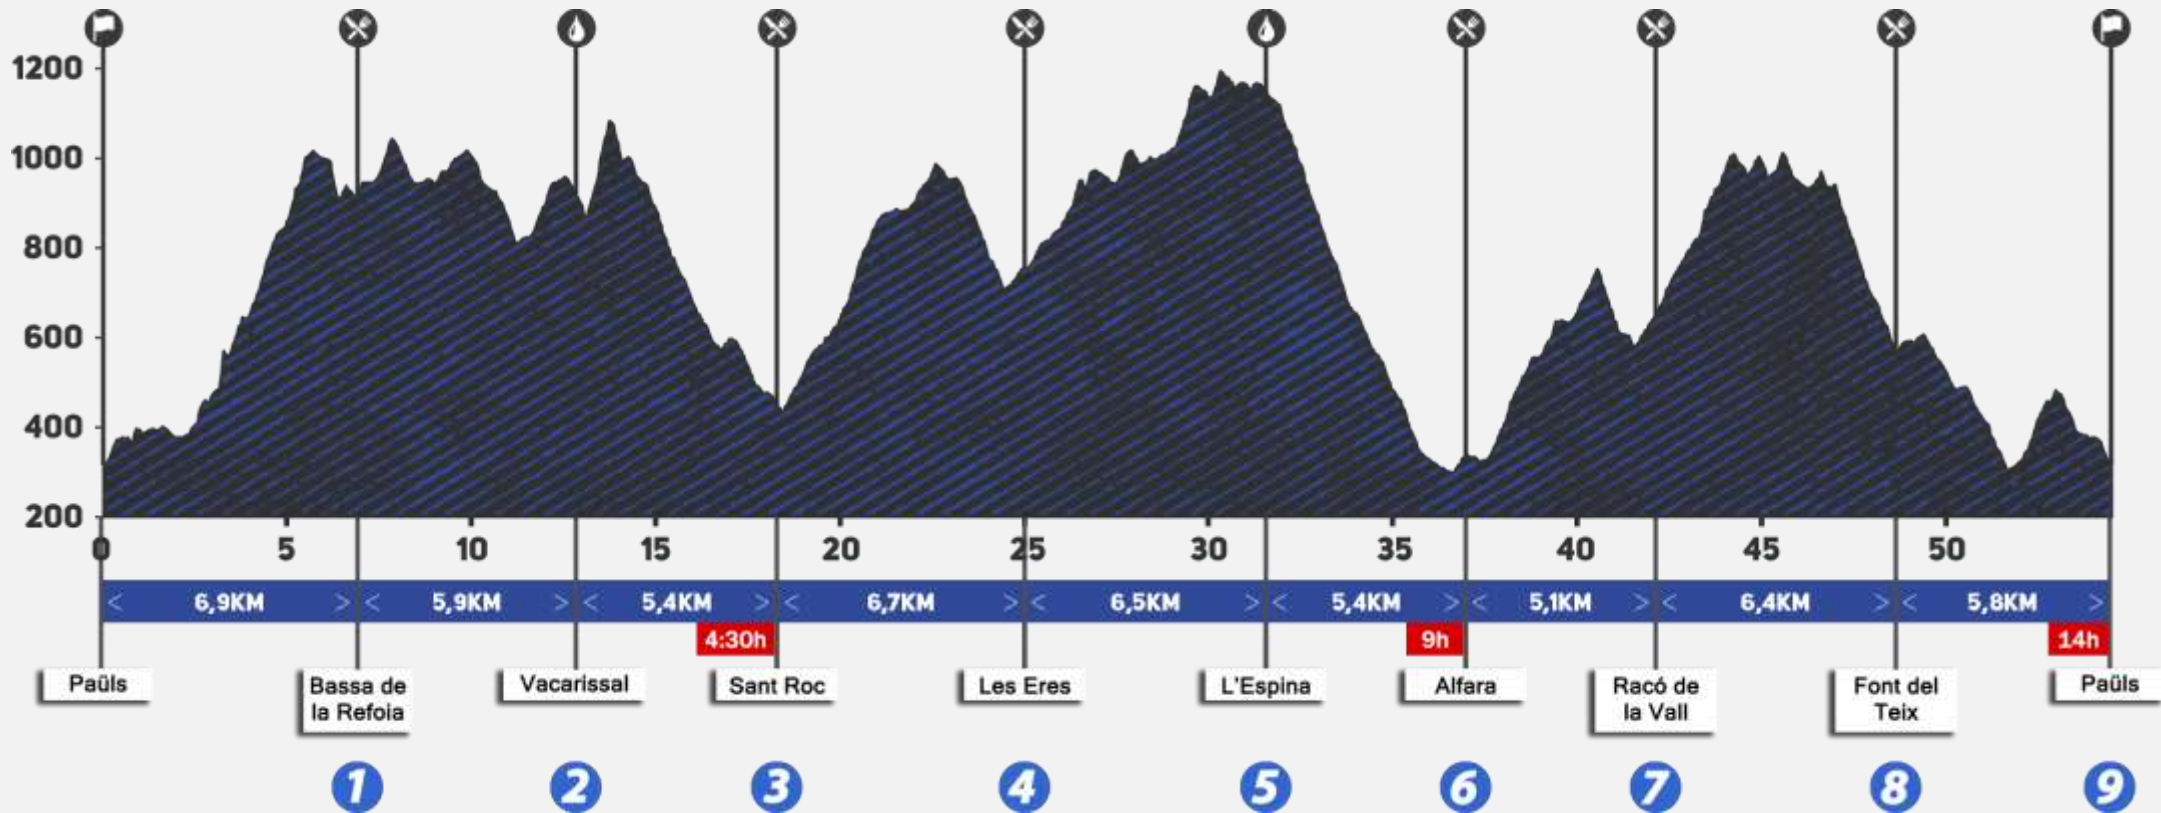 1200
1000
800
600
400
200
0 5 10 15 20 25 30 35 40 45 50
< 6,9KM > < 5,9KM > < 5,4KM > < 6,7KM > < 6,5KM > < 5,4KM > < 5,1KM > < 6,4KM > < 5,8KM >
4:30h 9h 14h
Paüls
Bassa de
la Refoia
Vacarissal
Sant Roc
Les Eres
L'Espina
Alfara
Racó de
la Vall
Font del
Teix
Paüls
1 2 3 4 5 6 7 8 9